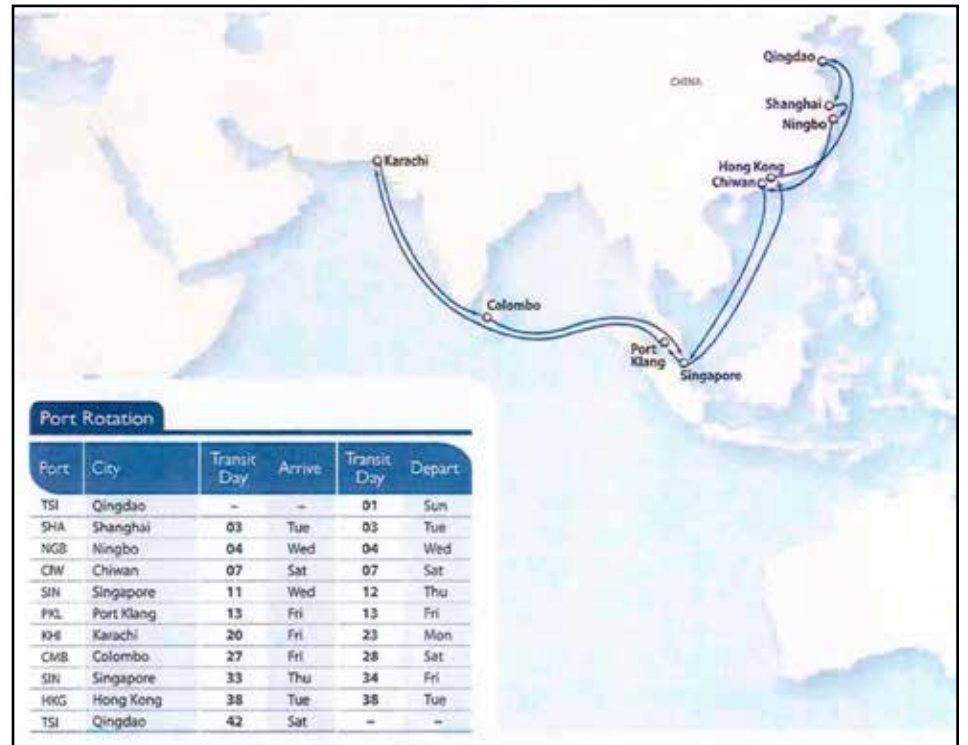 Qingdao
CHINA
Shanghai
Ningbo
Karachi
Hong Kong
Chiwan
Colombo
Port
Klang
Singapore
Port Rotation
Port City Transit Day Arrive Transit Day Depart
TSI Qingdao – – 01 Sun
SHA Shanghai 03 Tue 03 Tue
NGB Ningbo 04 Wed 04 Wed
CIW Chiwan 07 Sat 07 Sat
SIN Singapore 11 Wed 12 Thu
PKL Port Klang 13 Fri 13 Fri
KHI Karachi 20 Fri 23 Mon
CMB Colombo 27 Fri 28 Sat
SIN Singapore 33 Thu 34 Fri
HKG Hong Kong 38 Tue 38 Tue
TSI Qingdao 42 Sat – –